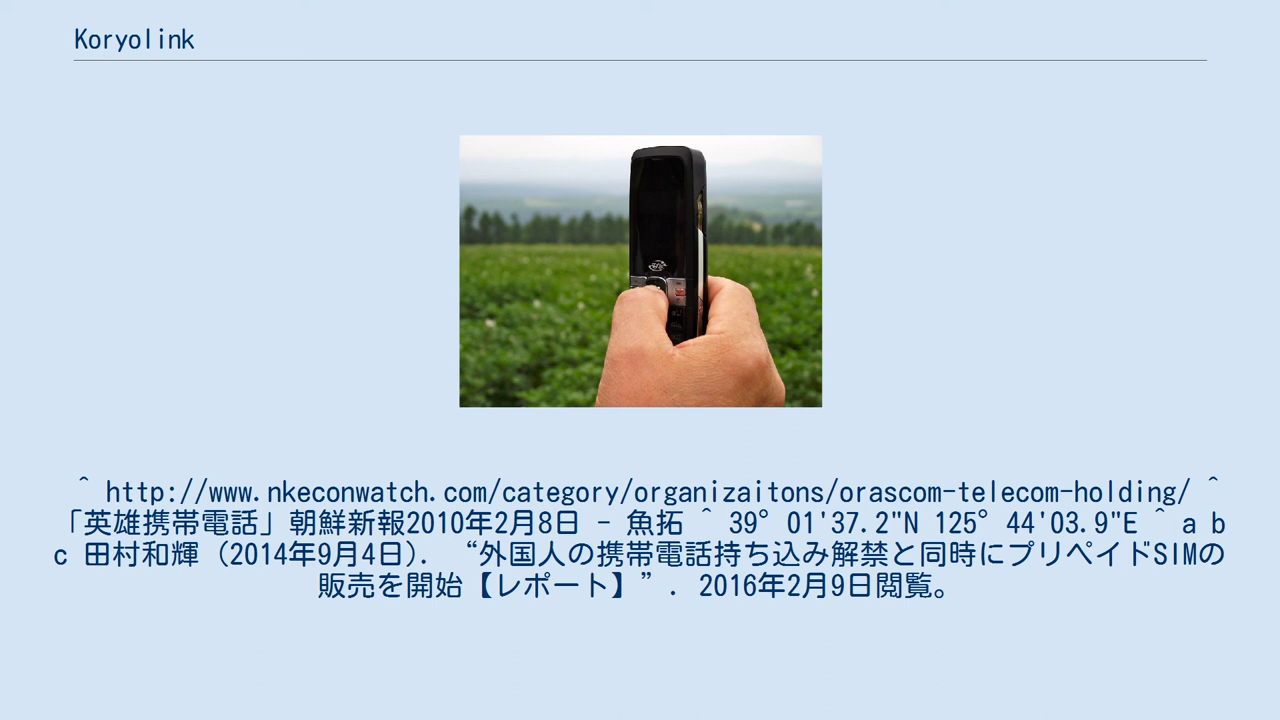 Koryolink
^ http://www.nkeconwatch.com/category/organizaitons/orascom-telecom-holding/ ^
「英雄携帯電話」朝鮮新報2010年2月8日 - 魚拓 ^ 39°01'37.2"N 125°44'03.9"E ^ a b
c 田村和輝（2014年9月4日）. “外国人の携帯電話持ち込み解禁と同時にプリペイドSIMの
販売を開始【レポート】”. 2016年2月9日閲覧。